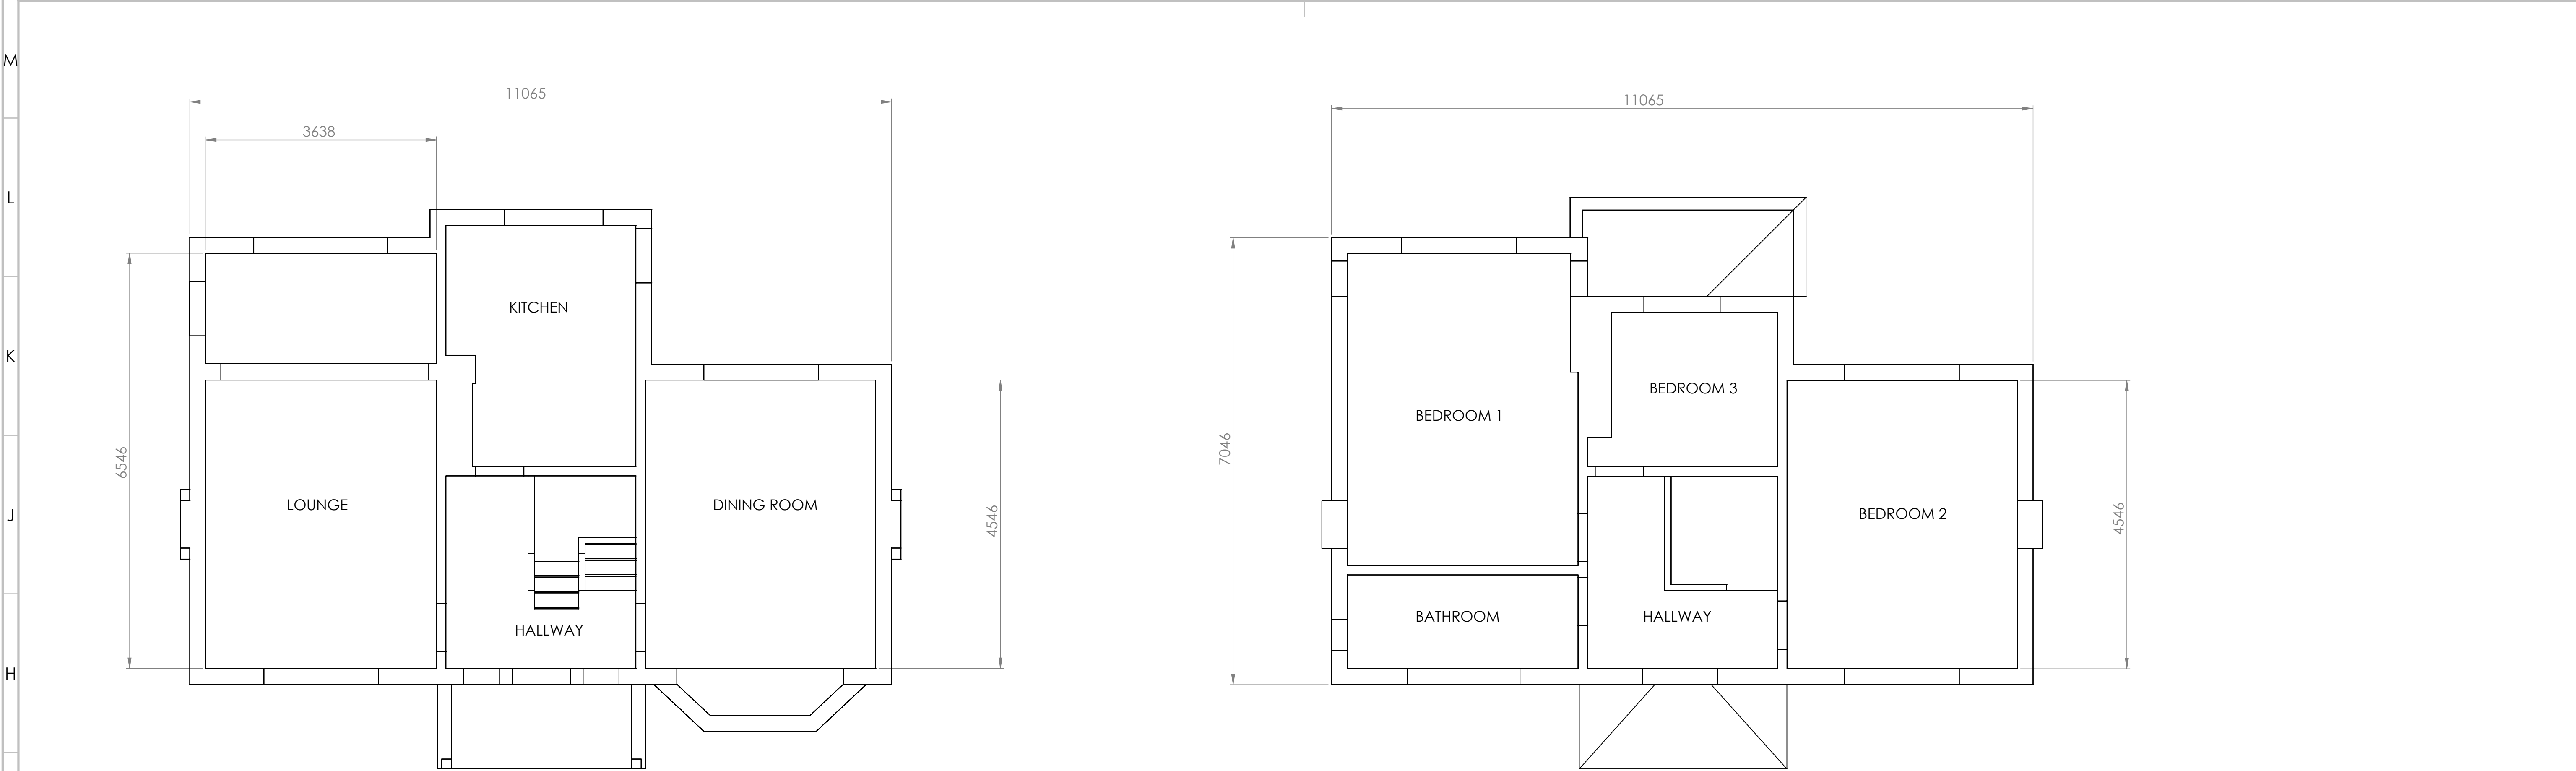 M
L
K
J
H
11065
3638
6546
4546
KITCHEN
LOUNGE
DINING ROOM
HALLWAY
11065
7046
4546
BEDROOM 3
BEDROOM 1
BEDROOM 2
BATHROOM
HALLWAY